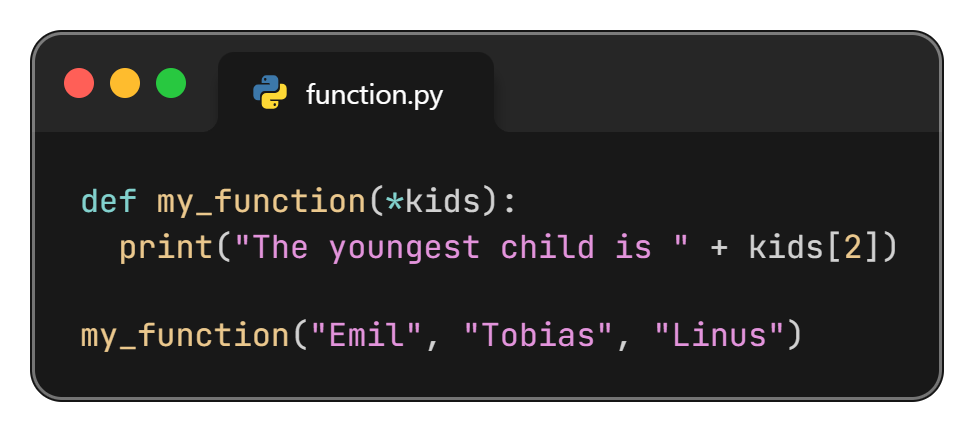 function.py
def my_function(*kids):
  print("The youngest child is " + kids[2])
my_function("Emil", "Tobias", "Linus")